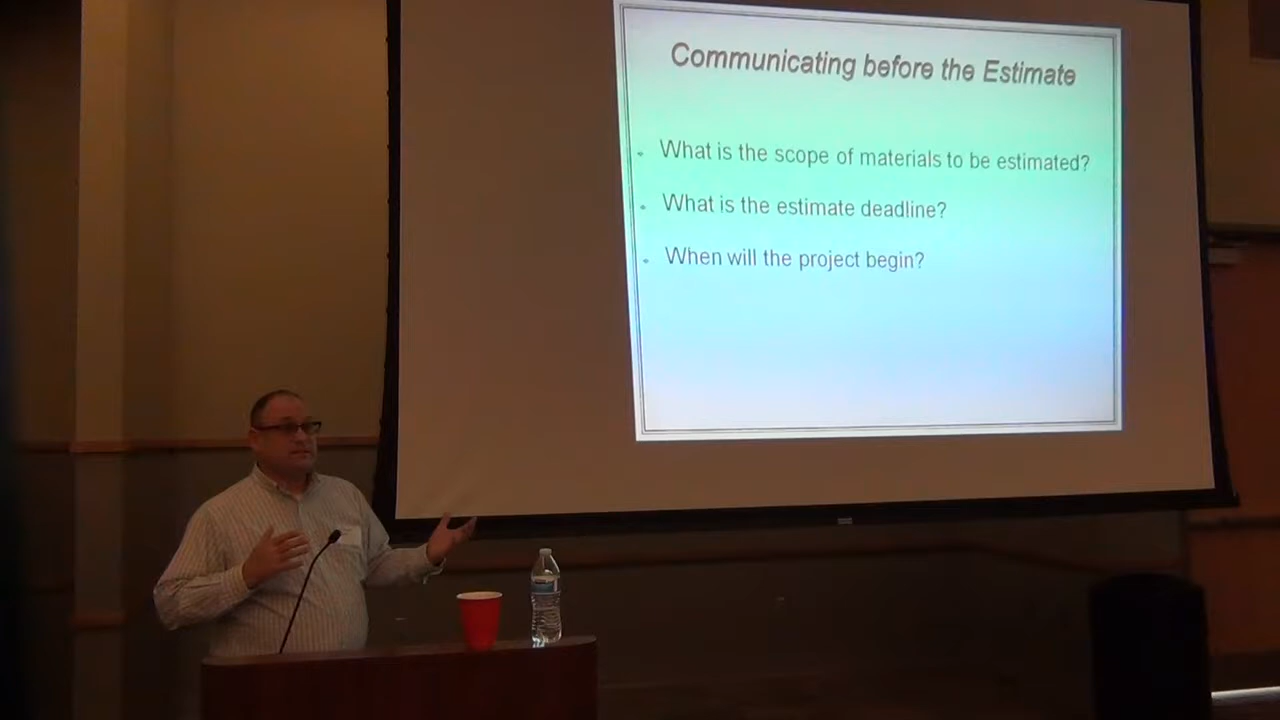 Communicating before the Estimate
What is the scope of materials to be estimated?
What is the estimate deadline?
When will the project begin?